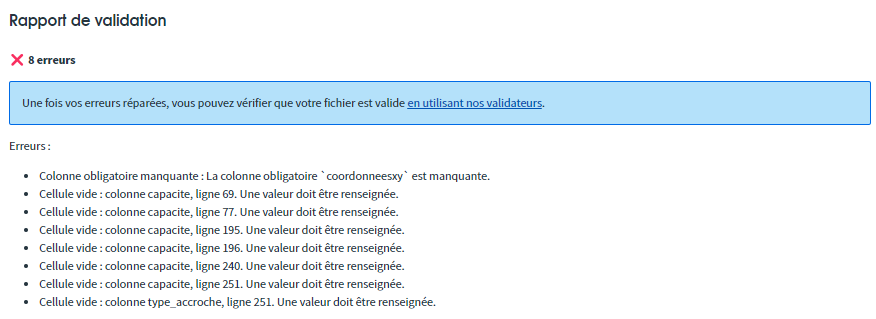 Rapport de validation
❌ 8 erreurs
Une fois vos erreurs réparées, vous pouvez vérifier que votre fichier est valide en utilisant nos validateurs.
Erreurs :
• Colonne obligatoire manquante : La colonne obligatoire `coordonneesxy` est manquante.
• Cellule vide : colonne capacite, ligne 69. Une valeur doit être renseignée.
• Cellule vide : colonne capacite, ligne 77. Une valeur doit être renseignée.
• Cellule vide : colonne capacite, ligne 195. Une valeur doit être renseignée.
• Cellule vide : colonne capacite, ligne 196. Une valeur doit être renseignée.
• Cellule vide : colonne capacite, ligne 240. Une valeur doit être renseignée.
• Cellule vide : colonne capacite, ligne 251. Une valeur doit être renseignée.
• Cellule vide : colonne type_accroche, ligne 251. Une valeur doit être renseignée.